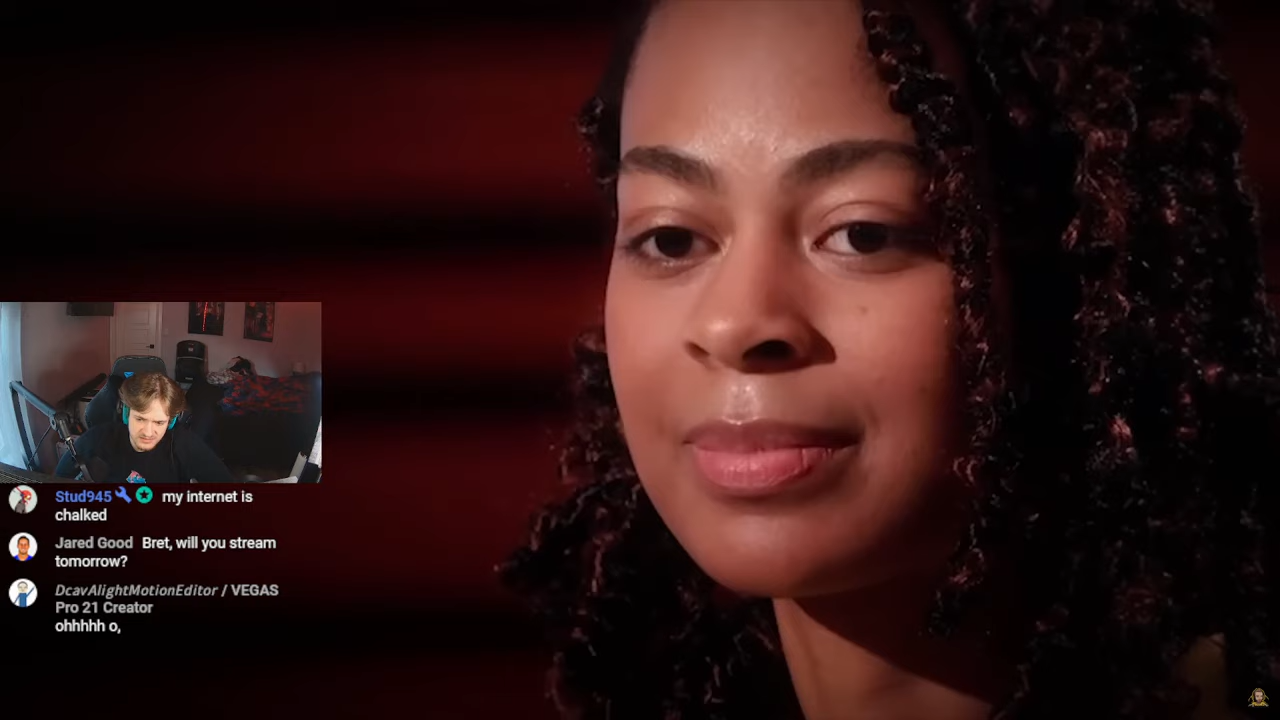 Stud945 my internet is
chalked
Jared Good Bret, will you stream
tomorrow?
DcavAlightMotionEditor / VEGAS
Pro 21 Creator
ohhhhh o,